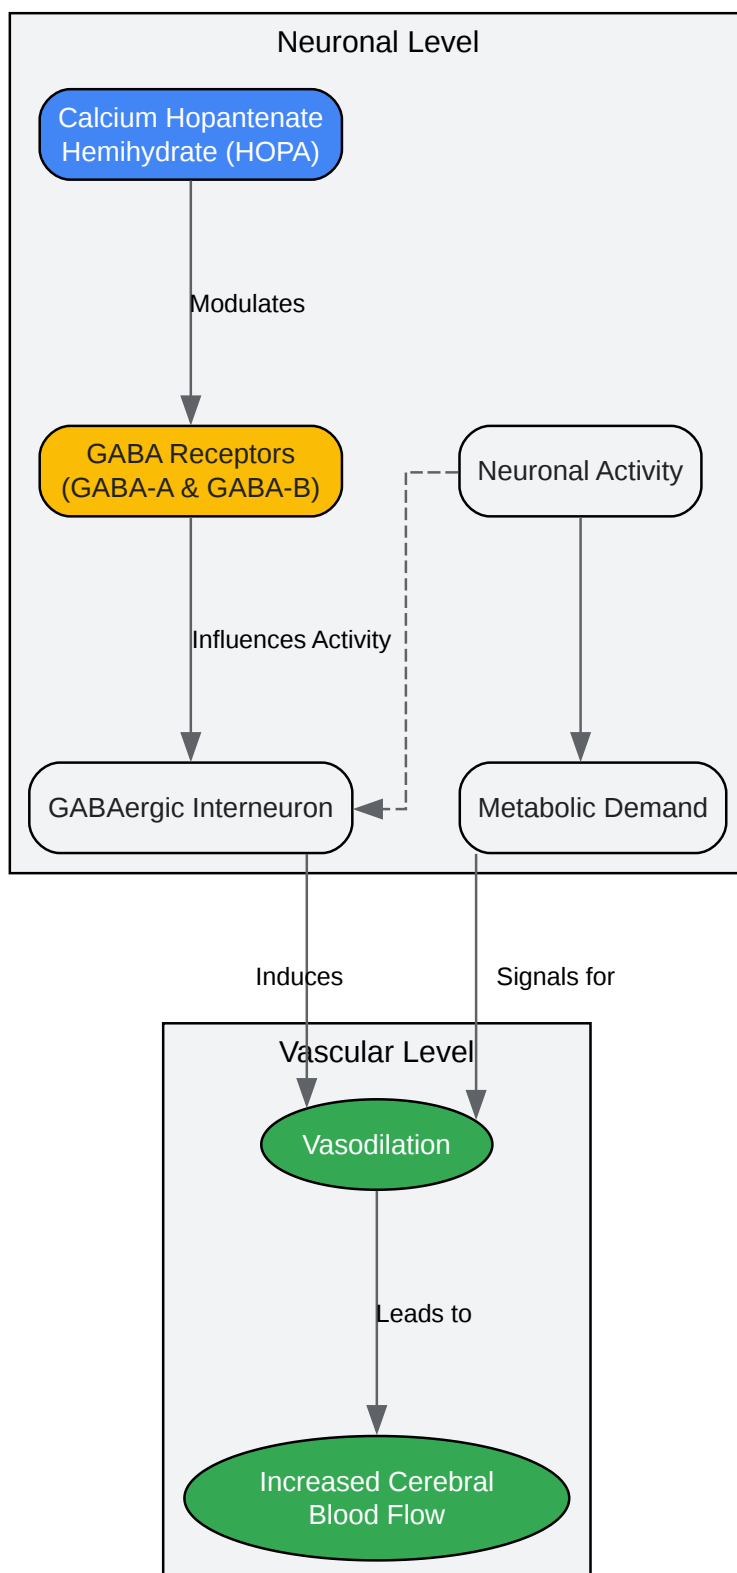 Neuronal Level
Calcium Hopantenate
Hemihydrate (HOPA)
Modulates
GABA Receptors
(GABA-A & GABA-B)
Neuronal Activity
Influences Activity
GABAergic Interneuron
Metabolic Demand
Induces
Signals for
Vascular Level
Vasodilation
Leads to
Increased Cerebral
Blood Flow